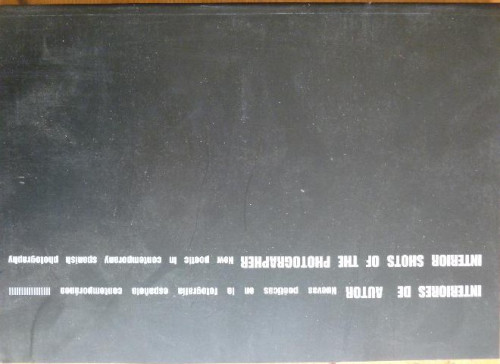 INTERIORES DE AUTOR Nuevas poéticas en la fotografía española contemporánea
INTERIOR SHOTS OF THE PHOTOGRAPHER New poetic in contemporary spanish photography